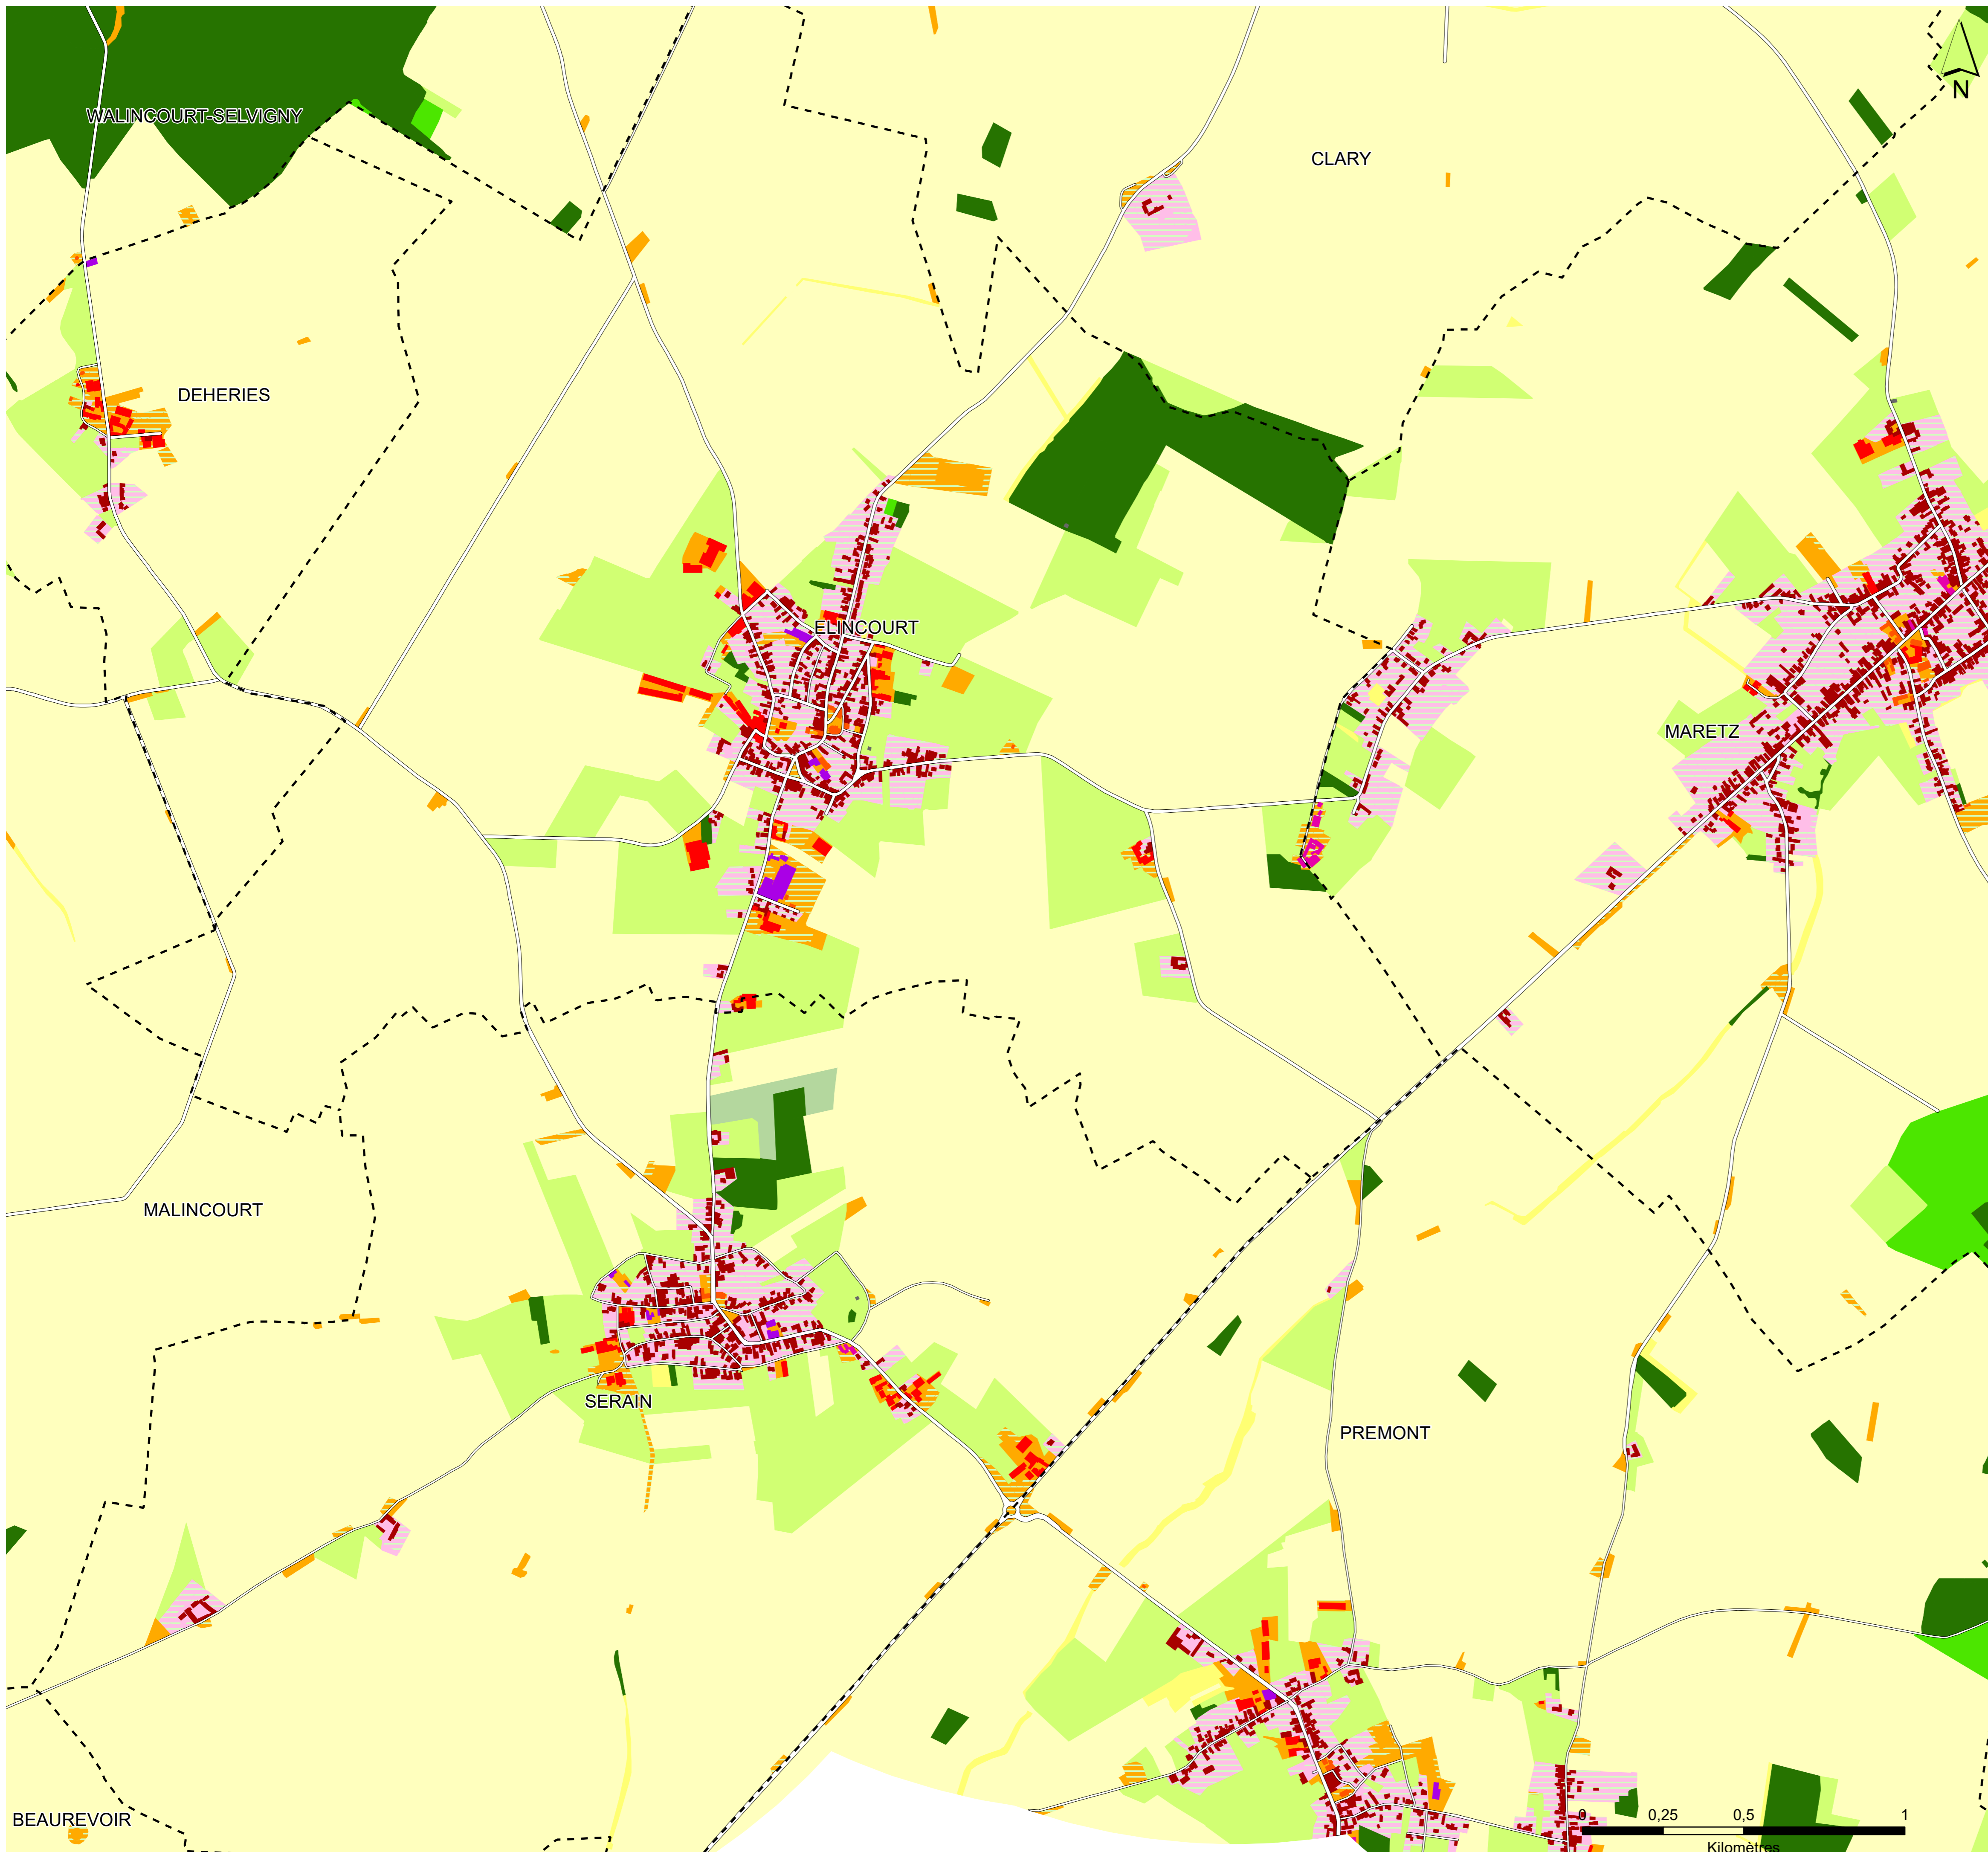 N
WALINCOURT-SELVIGNY
CLARY
DEHERIES
ELINCOURT
MARETZ
MALINCOURT
SERAIN
PREMONT
BEAUREVOIR
0 0,25 0,5 1
Kilomètres